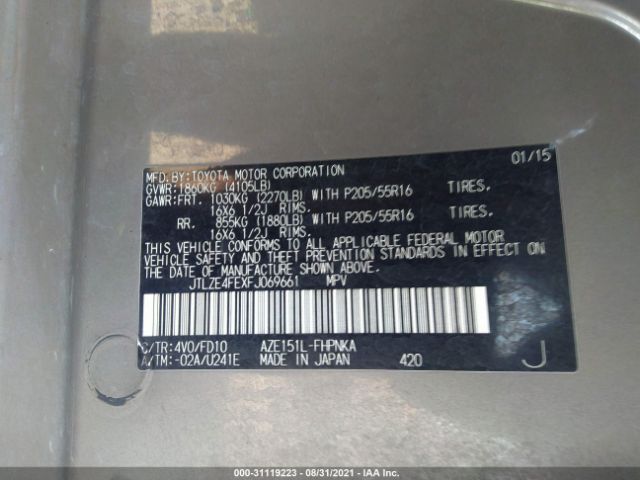 01/15
MFD.BY:TOYOTA MOTOR CORPORATION
GVWR:1860KG (4105LB)
GAWR:FRT. 1030KG (2270LB) WITH P205/55R16 TIRES,
16X6 1/2J RIMS.
RR. 855KG (1880LB) WITH P205/55R16 TIRES,
16X6 1/2J RIMS.
THIS VEHICLE CONFORMS TO ALL APPLICABLE FEDERAL MOTOR
VEHICLE SAFETY AND THEFT PREVENTION STANDARDS IN EFFECT ON
THE DATE OF MANUFACTURE SHOWN ABOVE.
JTLZE4FEXFJ069661 MPV
C/TR:4V0/FD10 AZE151L-FHPNKA
A/TM:-02A/U241E MADE IN JAPAN 420 J
000-31119223 - 08/31/2021 - IAA Inc.